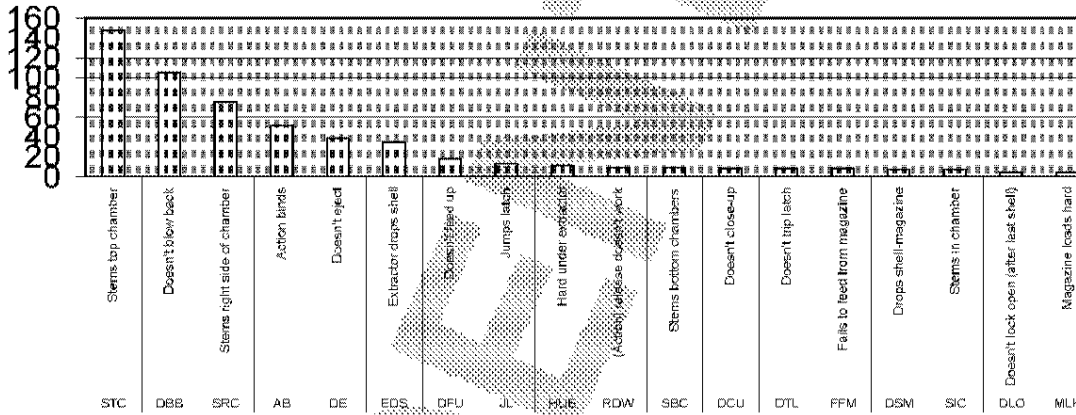 160
140
120
100
80
60
40
20
0
Stems top chamber
Doesn't blow back
Stems right side of chamber
Action binds
Doesn't eject
Extractor drops shell
Doesn't feed up
Jumps latch
Hard under extractor
(Action) release doesn't work
Stems bottom chambers
Doesn't close-up
Doesn't trip latch
Fails to feed from magazine
Drops shell-magazine
Stems in chamber
Doesn't lock open (after last shell)
Magazine loads hard
STC DBB SRC AB DE EDS DFU JL HUE RDW SBC DCU DTL FFM DSM SIC DLO MLH